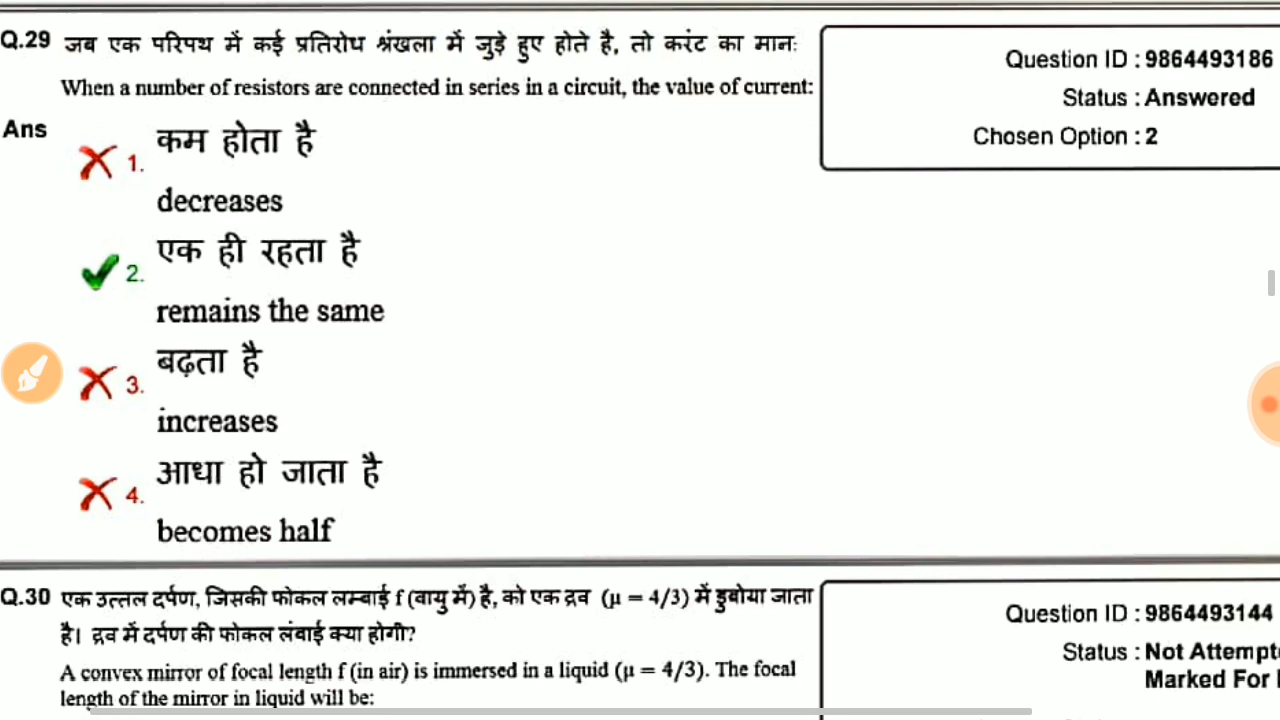 Q.29 जब एक परिपथ में कई प्रतिरोध श्रंखला में जुड़े हुए होते है, तो करंट का मानः
When a number of resistors are connected in series in a circuit, the value of current:
Question ID : 9864493186
Status : Answered
Chosen Option : 2
Ans
1. कम होता है
decreases
2. एक ही रहता है
remains the same
3. बढ़ता है
increases
4. आधा हो जाता है
becomes half
Q.30 एक उत्तल दर्पण, जिसकी फोकल लम्बाई f (वायु में) है, को एक द्रव (μ = 4/3) में डुबोया जाता
है। द्रव में दर्पण की फोकल लंबाई क्या होगी?
A convex mirror of focal length f (in air) is immersed in a liquid (μ = 4/3). The focal
length of the mirror in liquid will be:
Question ID : 9864493144
Status : Not Attempt
Marked For